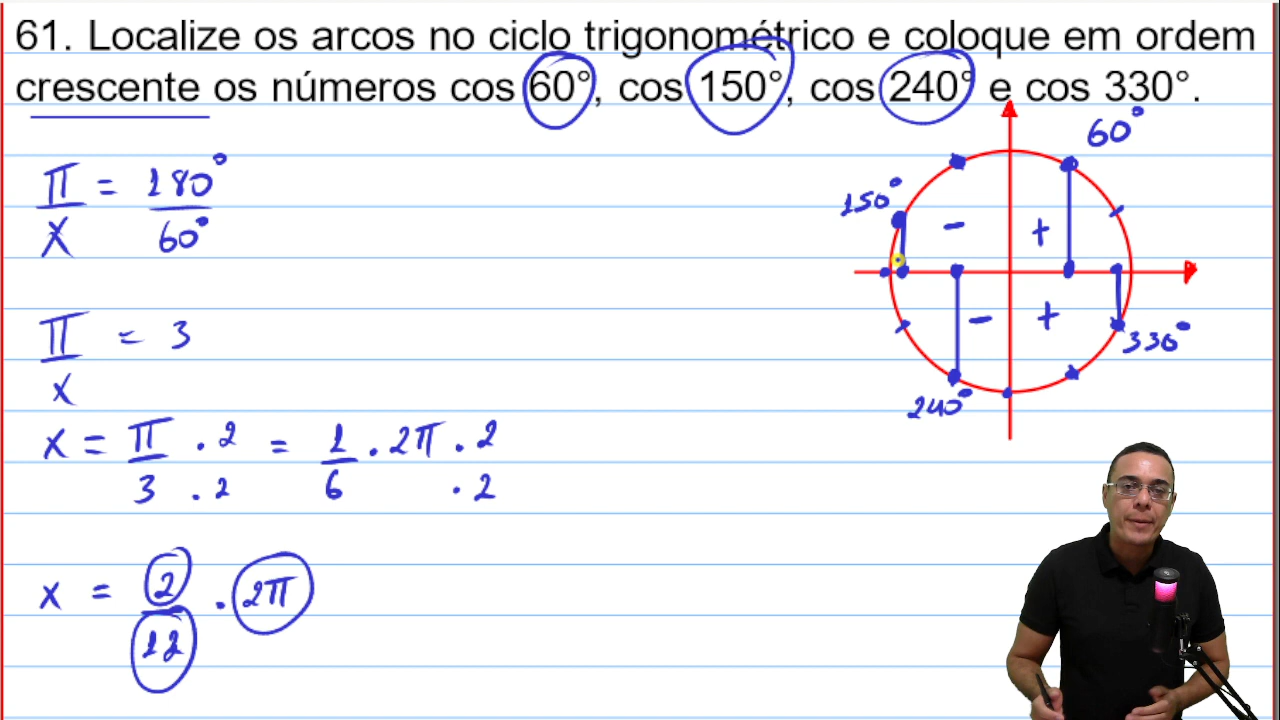 61. Localize os arcos no ciclo trigonométrico e coloque em ordem
crescente os números cos 60°, cos 150°, cos 240° e cos 330°.
60°
π/x = 180°/60°
150°
- +
π/x = 3
- +
330°
240°
x = π/3 . 2/. 2 = 1/6 . 2π . 2/. 2
x = 2/12 . 2π